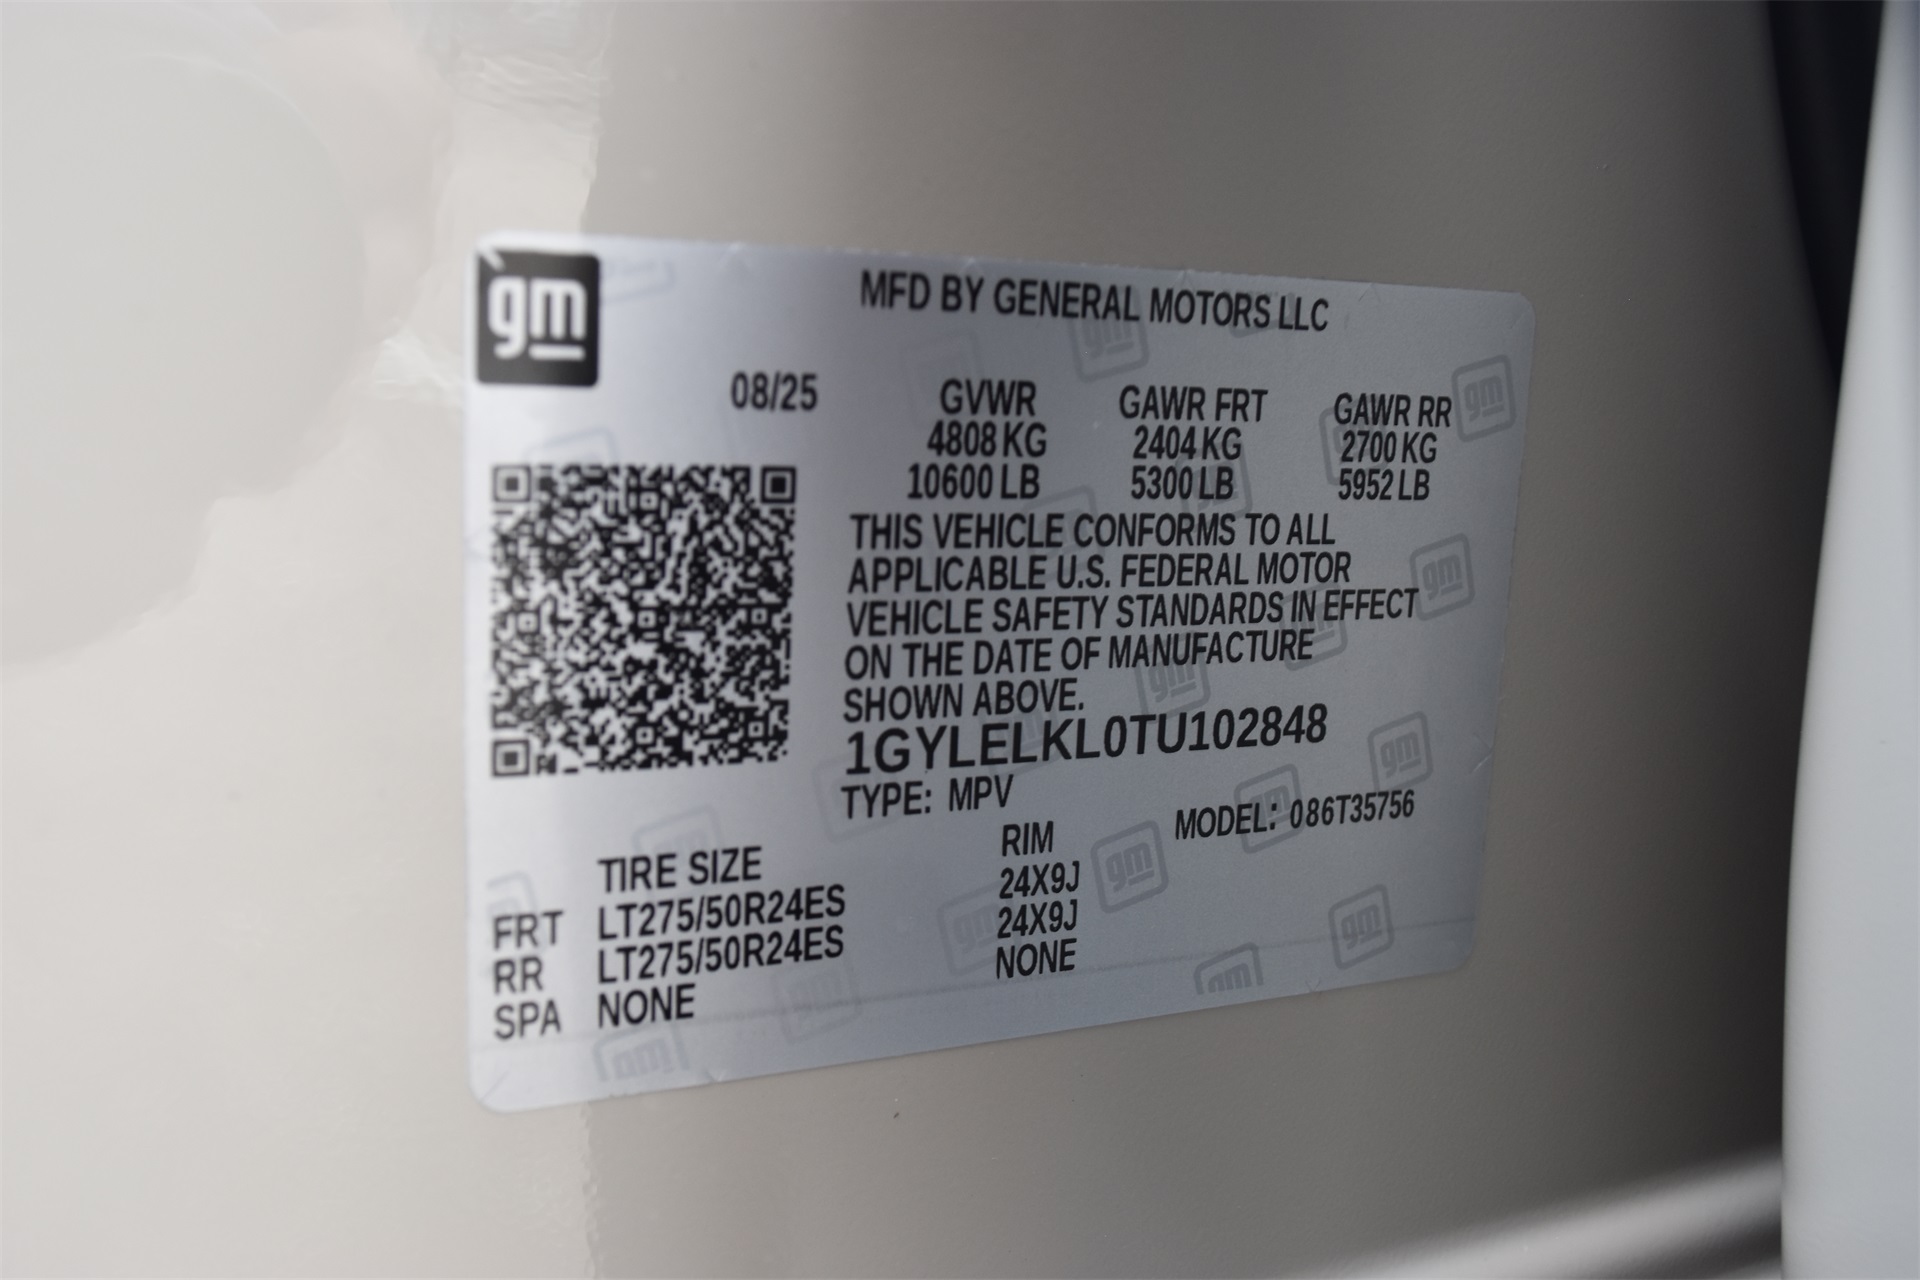 gm
MFD BY GENERAL MOTORS LLC
08/25 GVWR GAWR FRT GAWR RR
4808 KG 2404 KG 2700 KG
10600 LB 5300 LB 5952 LB
THIS VEHICLE CONFORMS TO ALL
APPLICABLE U.S. FEDERAL MOTOR
VEHICLE SAFETY STANDARDS IN EFFECT
ON THE DATE OF MANUFACTURE
SHOWN ABOVE.
1GYLELKL0TU102848
TYPE: MPV MODEL: 086T35756
TIRE SIZE RIM
FRT LT275/50R24ES 24X9J
RR LT275/50R24ES 24X9J
SPA NONE NONE